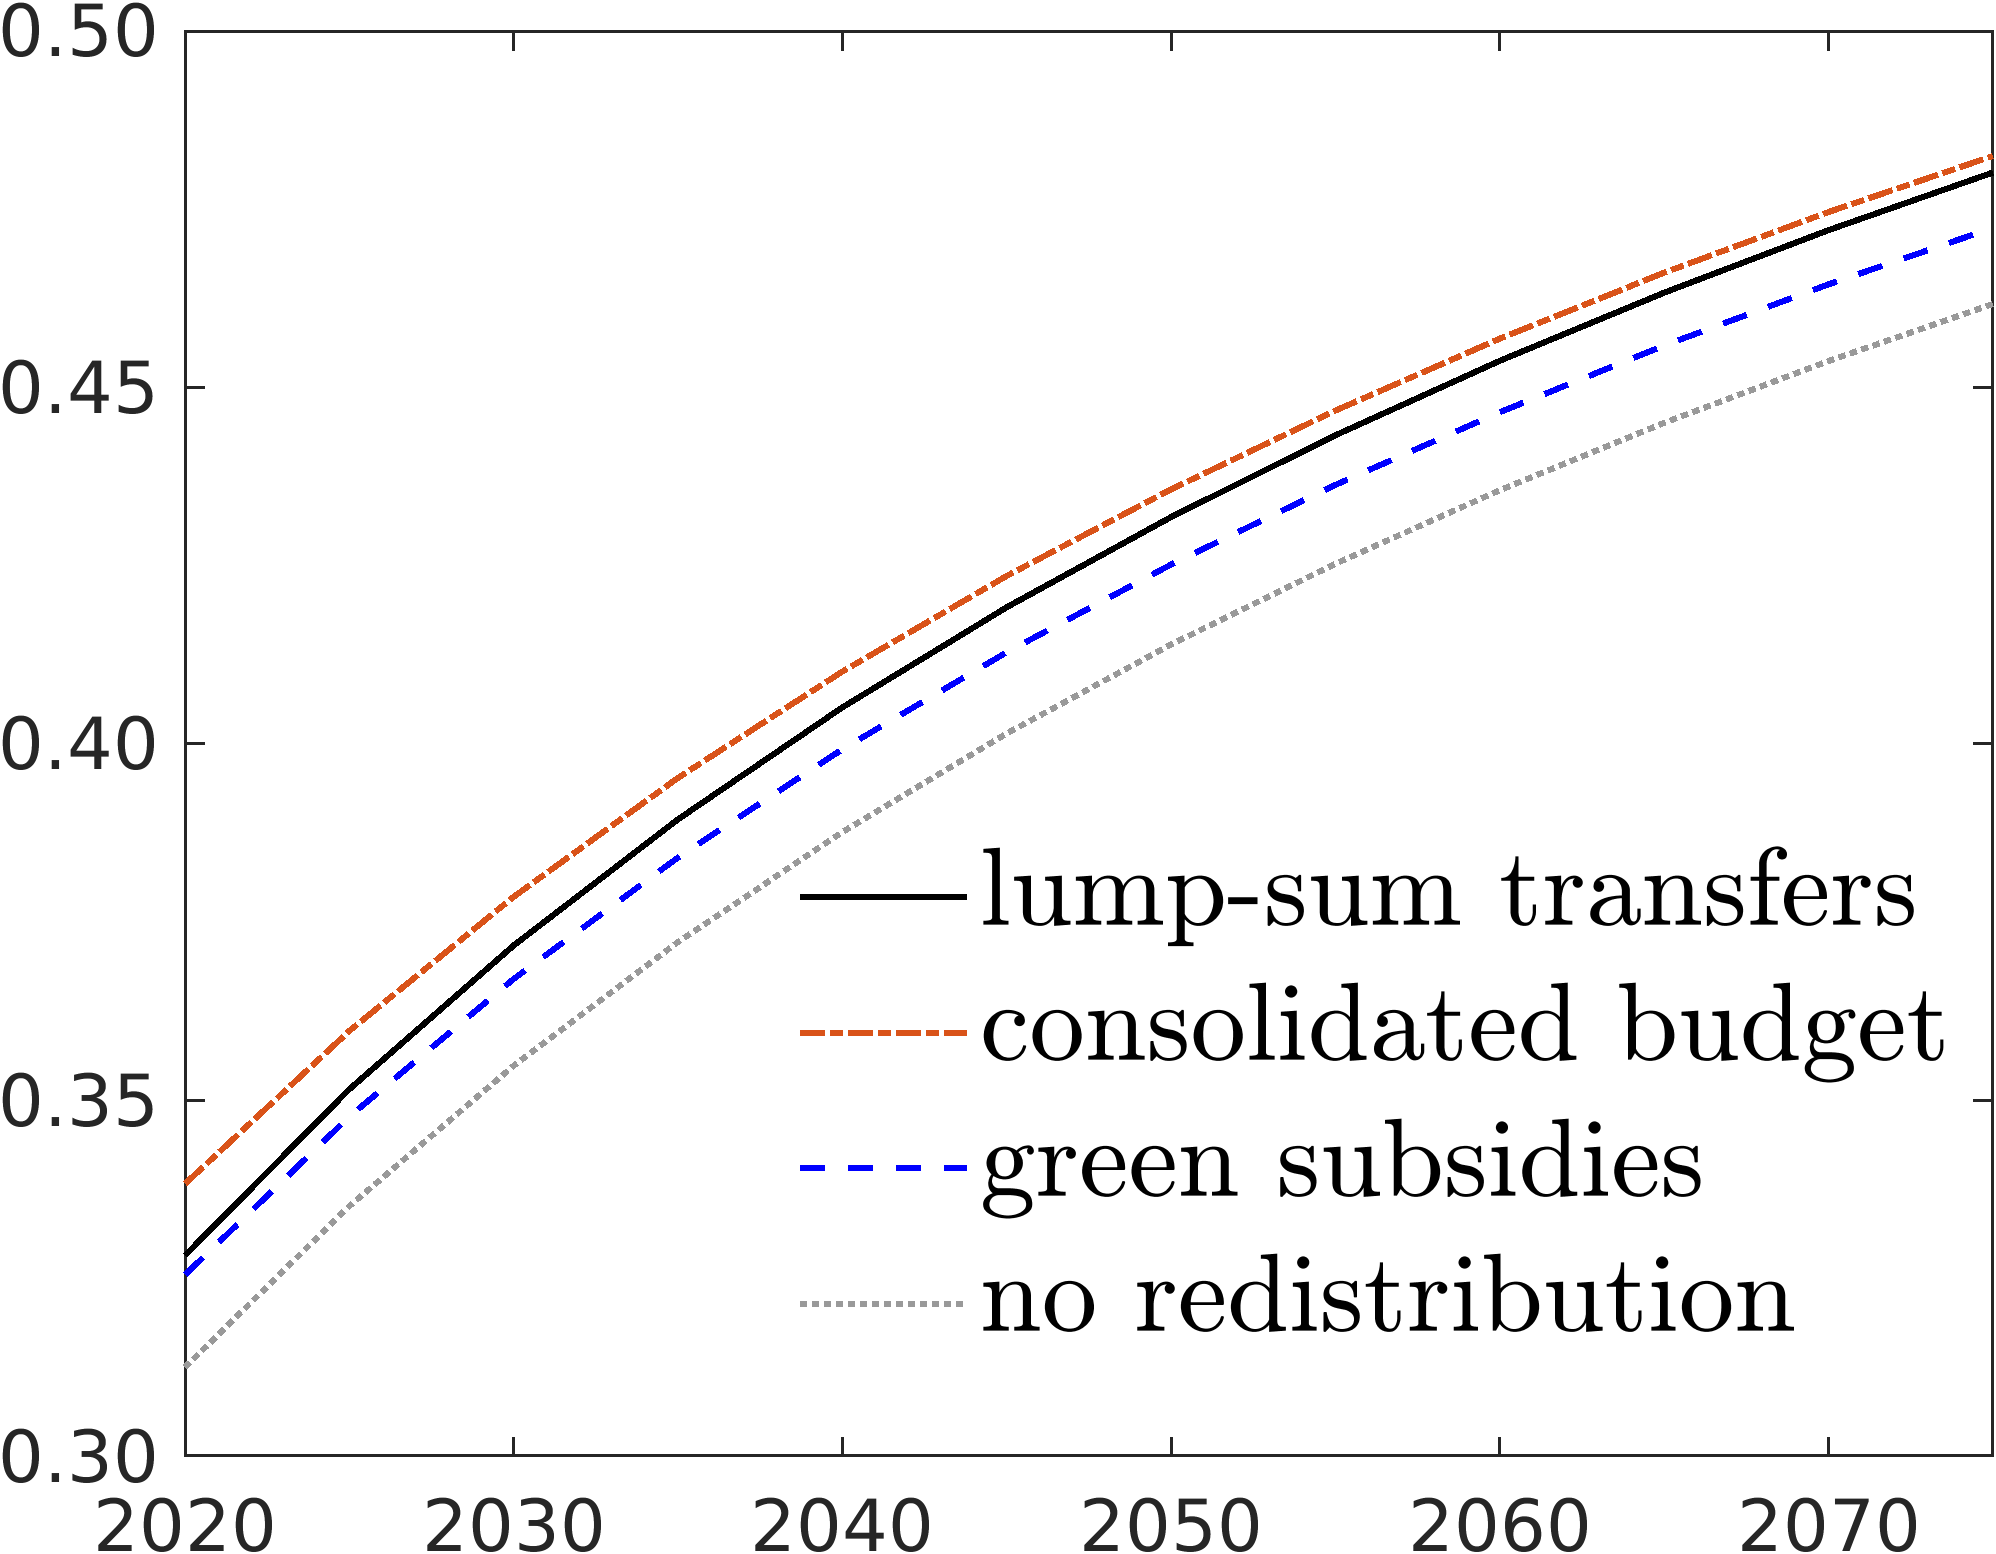 0.50
0.45
0.40
0.35
0.30
lump-sum transfers
consolidated budget
green subsidies
no redistribution
2020 2030 2040 2050 2060 2070